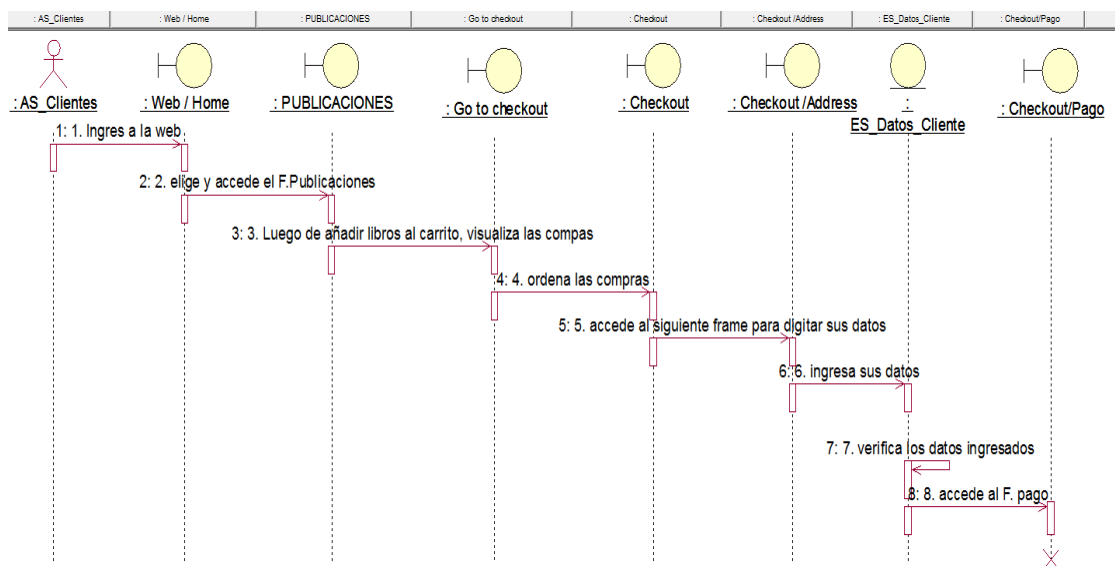 : AS_Clientes
: Web / Home
: PUBLICACIONES
: Go to checkout
: Checkout
: Checkout /Address
: ES_Datos_Cliente
: Checkout/Pago
: AS_Clientes
: Web / Home
: PUBLICACIONES
: Go to checkout
: Checkout
: Checkout /Address
:
ES_Datos_Cliente
: Checkout/Pago
1: 1. Ingres a la web
2: 2. elige y accede el F.Publicaciones
3: 3. Luego de añadir libros al carrito, visualiza las compas
4: 4. ordena las compras
5: 5. accede al siguiente frame para digitar sus datos
6: 6. ingresa sus datos
7: 7. verifica los datos ingresados
8: 8. accede al F. pago